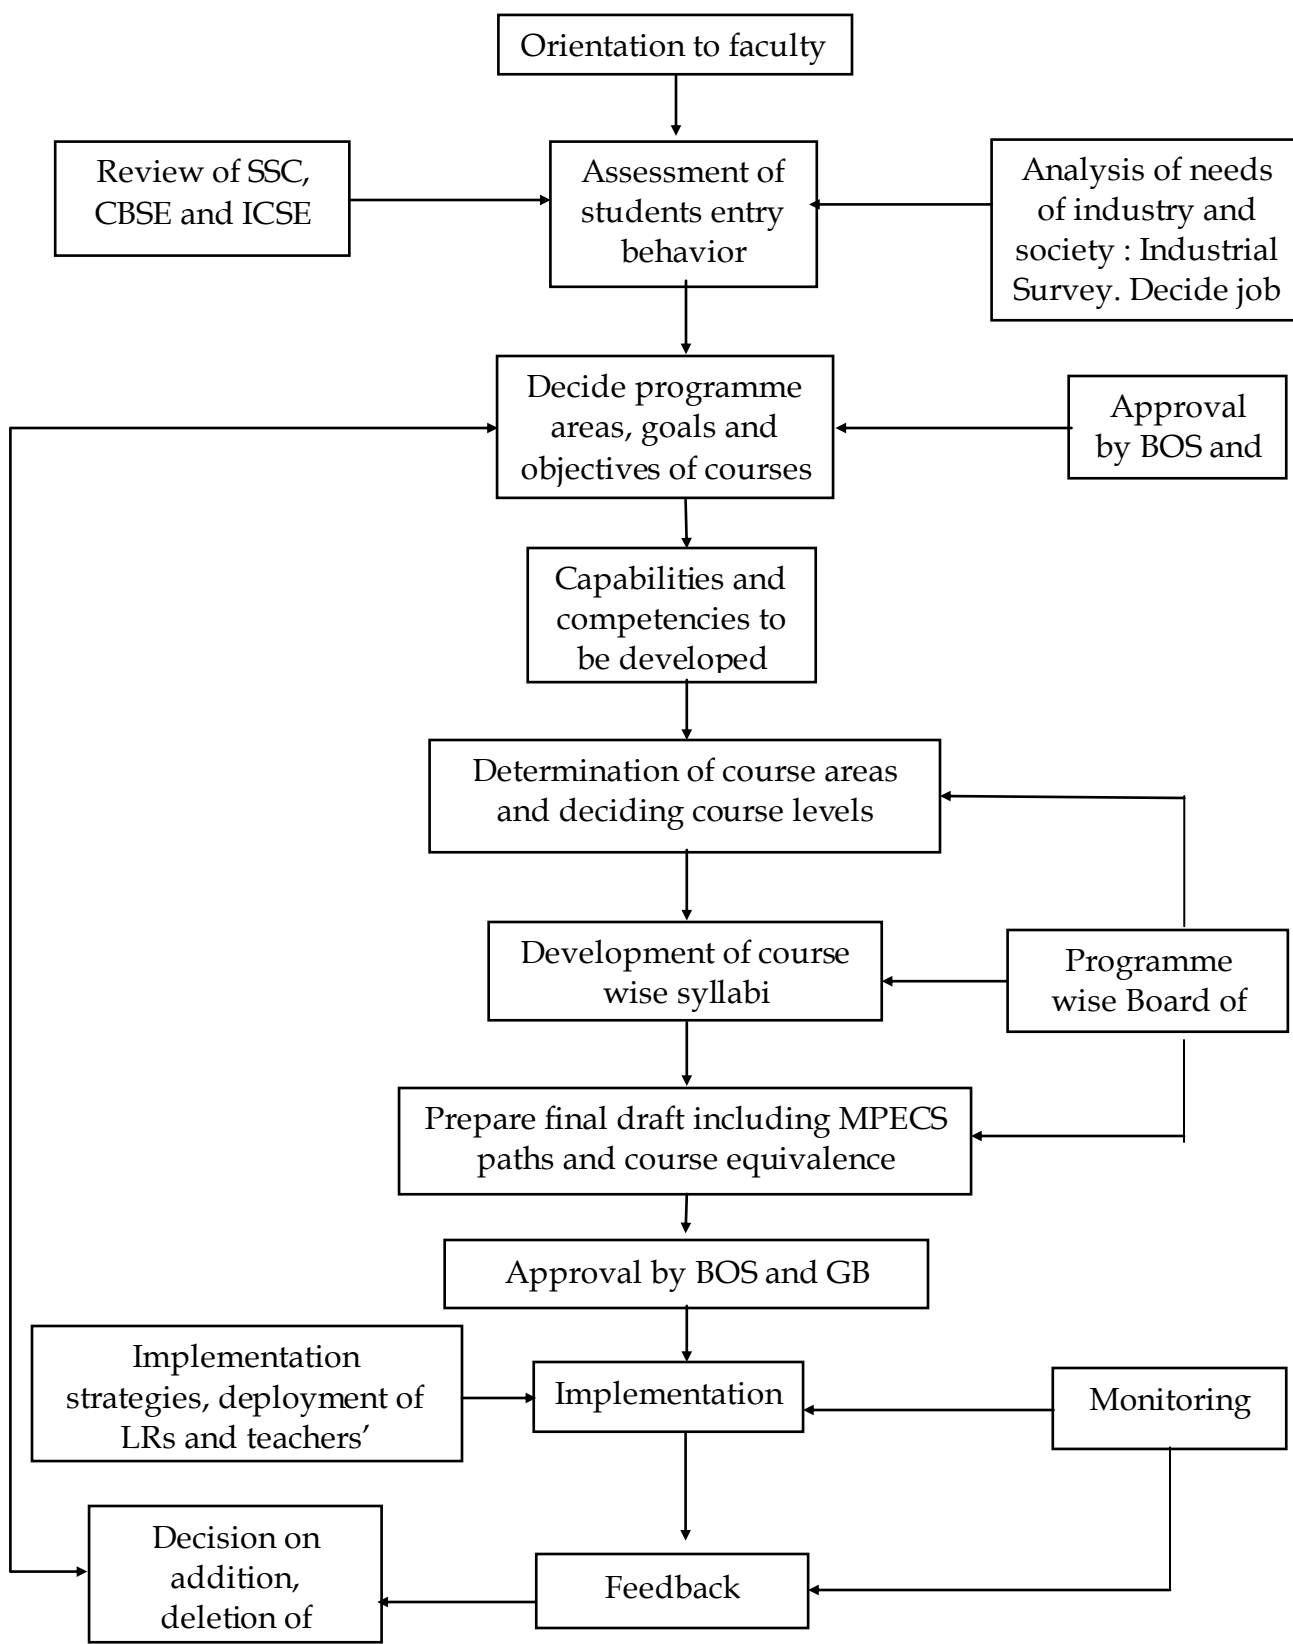 Orientation to faculty
Review of SSC,
CBSE and ICSE
Assessment of
students entry
behavior
Analysis of needs
of industry and
society : Industrial
Survey. Decide job
Decide programme
areas, goals and
objectives of courses
Approval
by BOS and
Capabilities and
competencies to
be developed
Determination of course areas
and deciding course levels
Development of course
wise syllabi
Programme
wise Board of
Prepare final draft including MPECS
paths and course equivalence
Approval by BOS and GB
Implementation
strategies, deployment of
LRs and teachers’
Implementation
Monitoring
Decision on
addition,
deletion of
Feedback